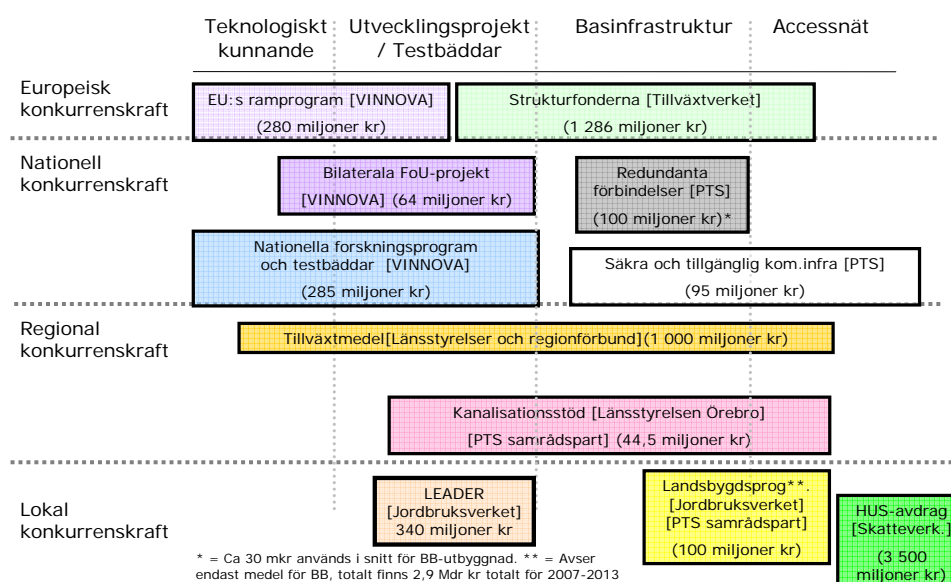 Teknologiskt
kunnande
Utvecklingsprojekt
/ Testbäddar
Basinfrastruktur
Accessnät
Europeisk
konkurrenskraft
EU:s ramprogram [VINNOVA]
(280 miljoner kr)
Strukturfonderna [Tillväxtverket]
(1 286 miljoner kr)
Nationell
konkurrenskraft
Bilaterala FoU-projekt
[VINNOVA] (64 miljoner kr)
Redundanta
förbindelser [PTS]
(100 miljoner kr)*
Nationella forskningsprogram
och testbäddar [VINNOVA]
(285 miljoner kr)
Säkra och tillgänglig kom.infra [PTS]
(95 miljoner kr)
Regional
konkurrenskraft
Tillväxtmedel[Länsstyrelser och regionförbund](1 000 miljoner kr)
Kanalisationsstöd [Länsstyrelsen Örebro]
[PTS samrådspart] (44,5 miljoner kr)
Lokal
konkurrenskraft
LEADER
[Jordbruksverket]
340 miljoner kr
Landsbygdsprog**.
[Jordbruksverket]
[PTS samrådspart]
(100 miljoner kr)
HUS-avdrag
[Skatteverk.]
(3 500
miljoner kr)
* = Ca 30 mkr används i snitt för BB-utbyggnad. ** = Avser
endast medel för BB, totalt finns 2,9 Mdr kr totalt för 2007-2013